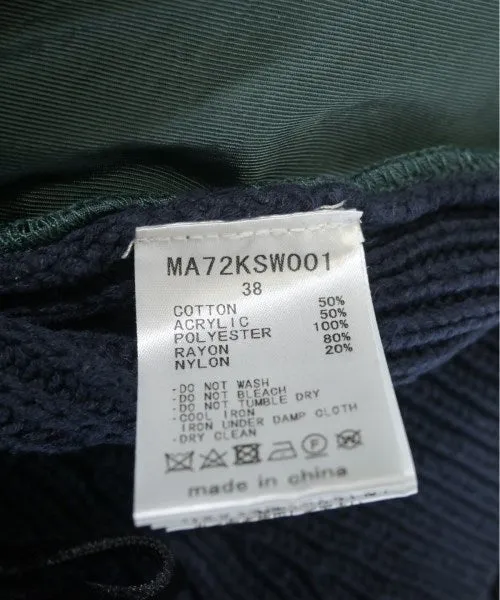 MA72KSW001
38
COTTON 50%
ACRYLIC 50%
POLYESTER 100%
RAYON 80%
NYLON 20%
-DO NOT WASH
-DO NOT BLEACH
-DO NOT TUMBLE DRY
-COOL IRON
IRON UNDER DAMP CLOTH
-DRY CLEAN
made in china